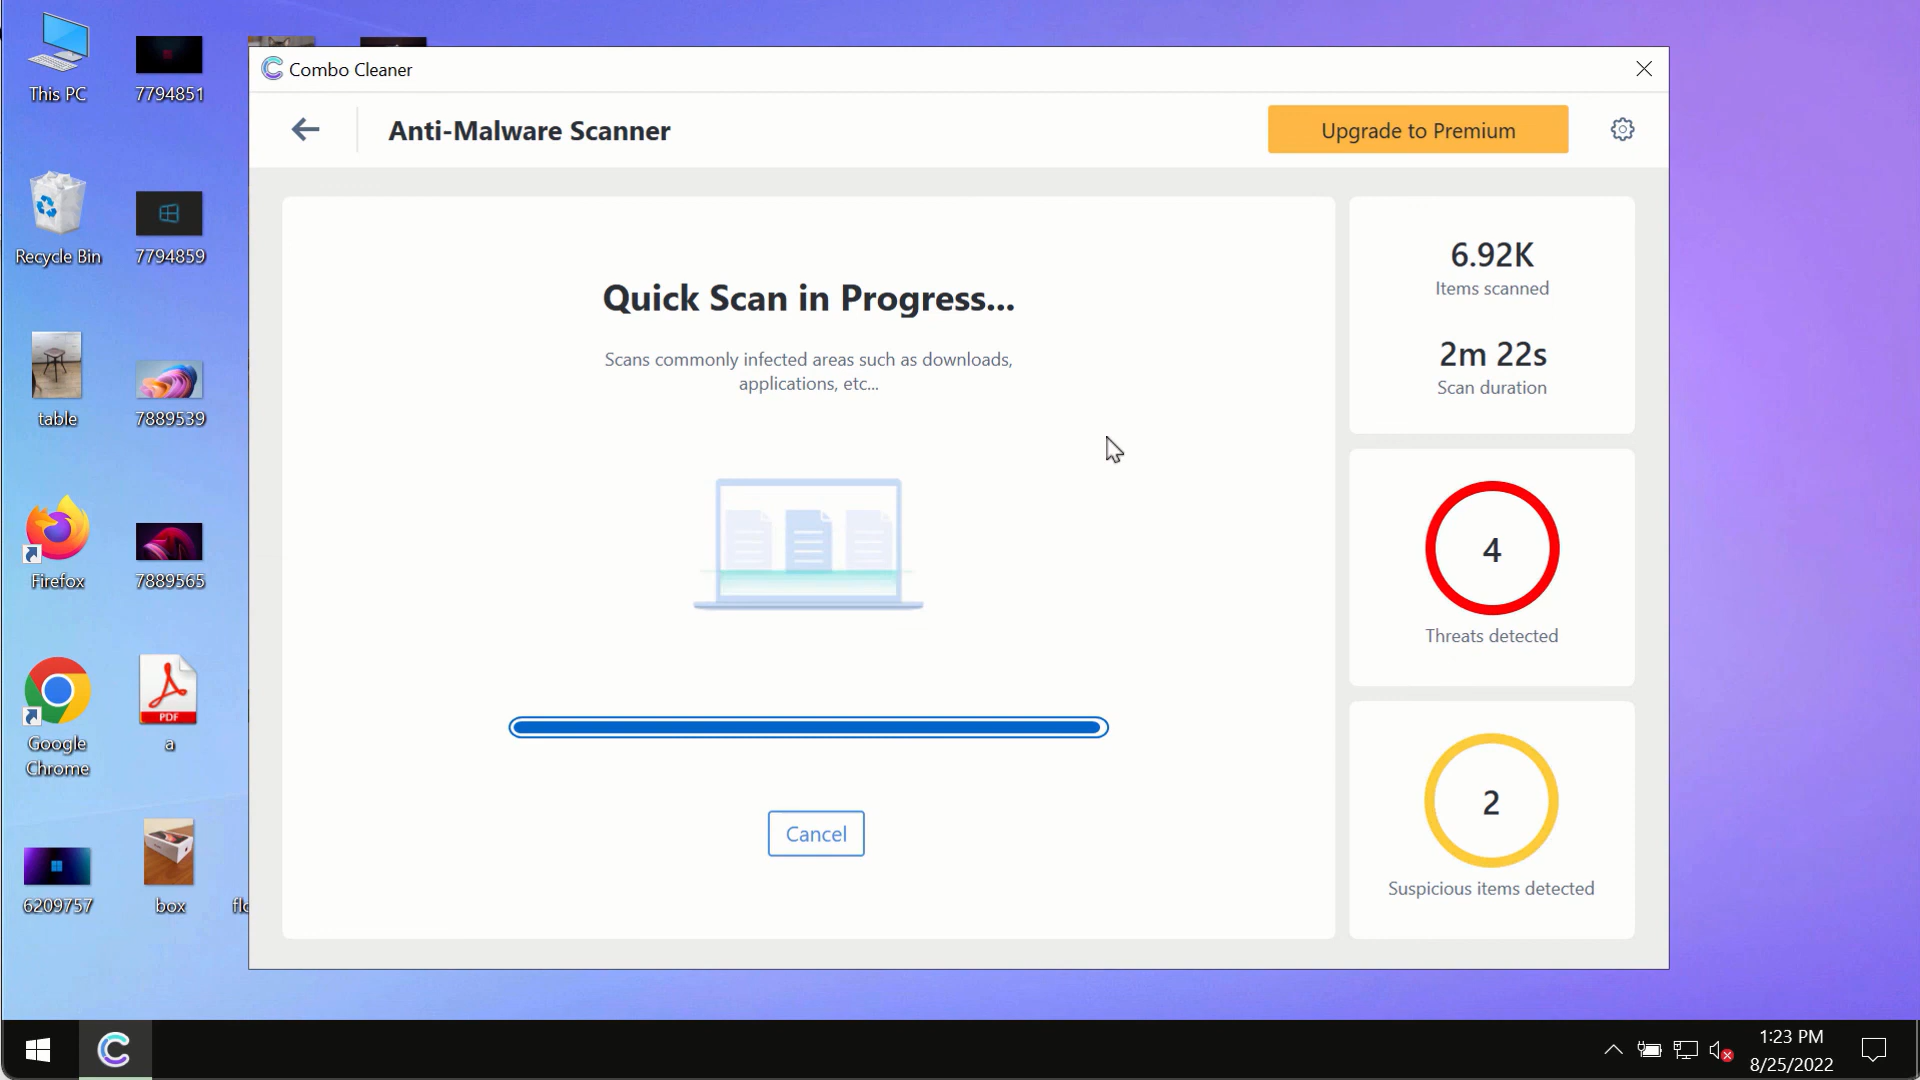 Combo Cleaner
Anti-Malware Scanner
Upgrade to Premium
Quick Scan in Progress...
Scans commonly infected areas such as downloads,
applications, etc...
Cancel
6.92K
Items scanned
2m 22s
Scan duration
4
Threats detected
2
Suspicious items detected
This PC
7794851
Recycle Bin
7794859
table
7889539
Firefox
7889565
Google
Chrome
PDF
a
6209757
box
1:23 PM
8/25/2022